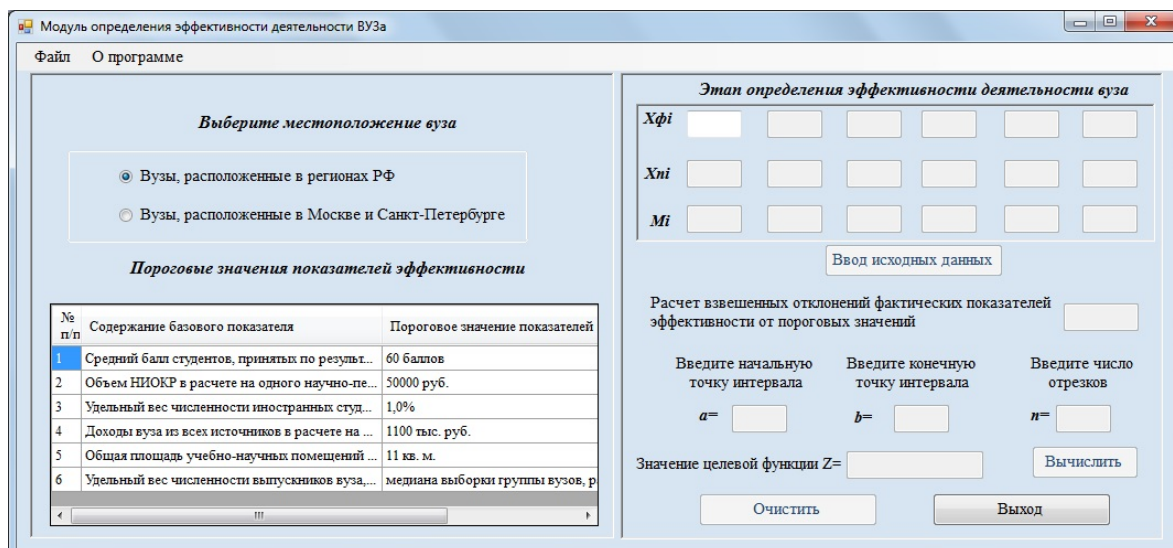 Модуль определения эффективности деятельности ВУЗа
Файл О программе
Выберите местоположение вуза
Вузы, расположенные в регионах РФ
Вузы, расположенные в Москве и Санкт-Петербурге
Пороговые значения показателей эффективности
№ п/п Содержание базового показателя Пороговое значение показателей
1 Средний балл студентов, принятых по результ... 60 баллов
2 Объем НИОКР в расчете на одного научно-пе... 50000 руб.
3 Удельный вес численности иностранных студ... 1,0%
4 Доходы вуза из всех источников в расчете на ... 1100 тыс. руб.
5 Общая площадь учебно-научных помещений ... 11 кв. м.
6 Удельный вес численности выпускников вуза,... медиана выборки группы вузов, р
Этап определения эффективности деятельности вуза
Xфi
Xпi
Mi
Ввод исходных данных
Расчет взвешенных отклонений фактических показателей
эффективности от пороговых значений
Введите начальную Введите конечную Введите число
точку интервала точку интервала отрезков
a= b= n=
Значение целевой функции Z= Вычислить
Очистить Выход